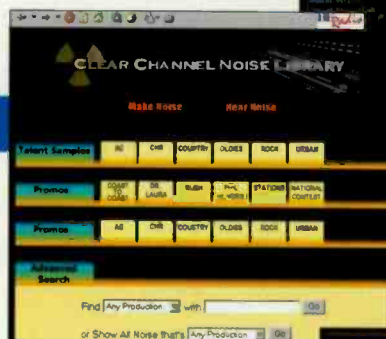 CLEAR CHANNEL NOISE LIBRARY
Make Noise Hear Noise
Talent Samples AC CHR COUNTRY OLDIES ROCK URBAN
Promos COAST TO COAST DR. LAURA RUSH STATIONS NATIONAL CONTEST
Promos AC CHR COUNTRY OLDIES ROCK URBAN
Advanced Search
Find Any Production with Go
or Show All Noise that's Any Production Go